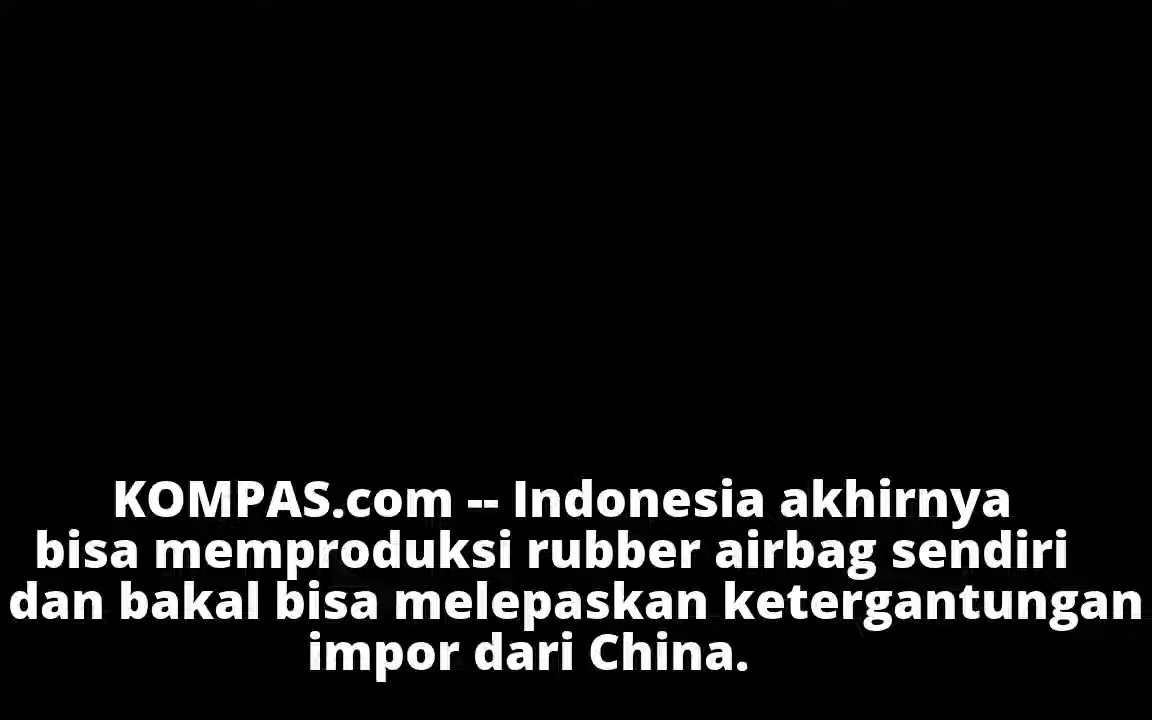 KOMPAS.com -- Indonesia akhirnya
bisa memproduksi rubber airbag sendiri
dan bakal bisa melepaskan ketergantungan
impor dari China.